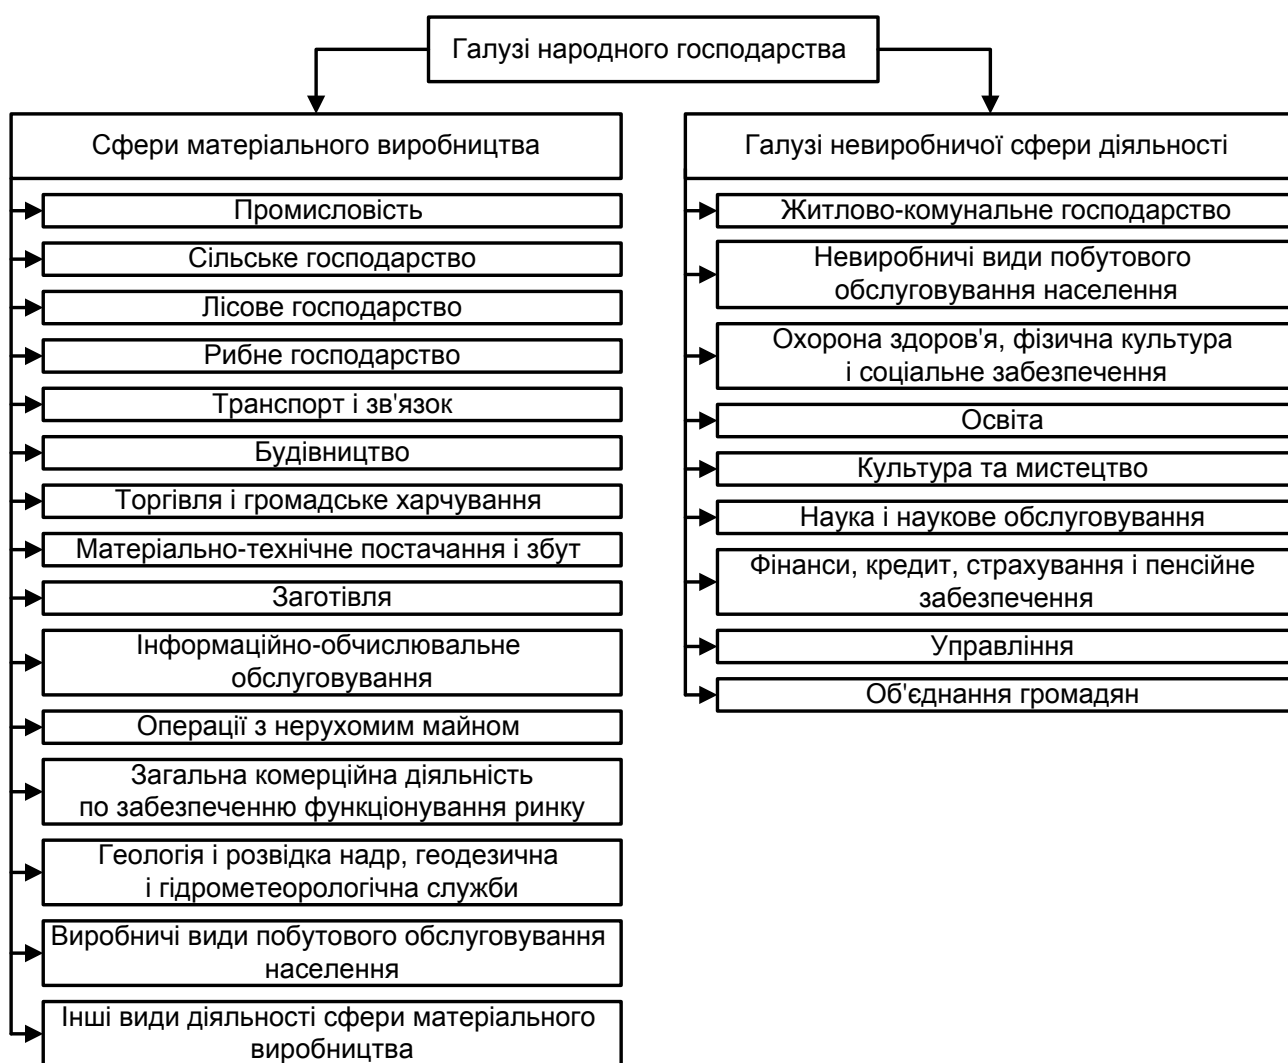 Галузі народного господарства
Сфери матеріального виробництва
Промисловість
Сільське господарство
Лісове господарство
Рибне господарство
Транспорт і зв'язок
Будівництво
Торгівля і громадське харчування
Матеріально-технічне постачання і збут
Заготівля
Інформаційно-обчислювальне
обслуговування
Операції з нерухомим майном
Загальна комерційна діяльність
по забезпеченню функціонування ринку
Геологія і розвідка надр, геодезична
і гідрометеорологічна служби
Виробничі види побутового обслуговування
населення
Інші види діяльності сфери матеріального
виробництва
Галузі невиробничої сфери діяльності
Житлово-комунальне господарство
Невиробничі види побутового
обслуговування населення
Охорона здоров'я, фізична культура
і соціальне забезпечення
Освіта
Культура та мистецтво
Наука і наукове обслуговування
Фінанси, кредит, страхування і пенсійне
забезпечення
Управління
Об'єднання громадян